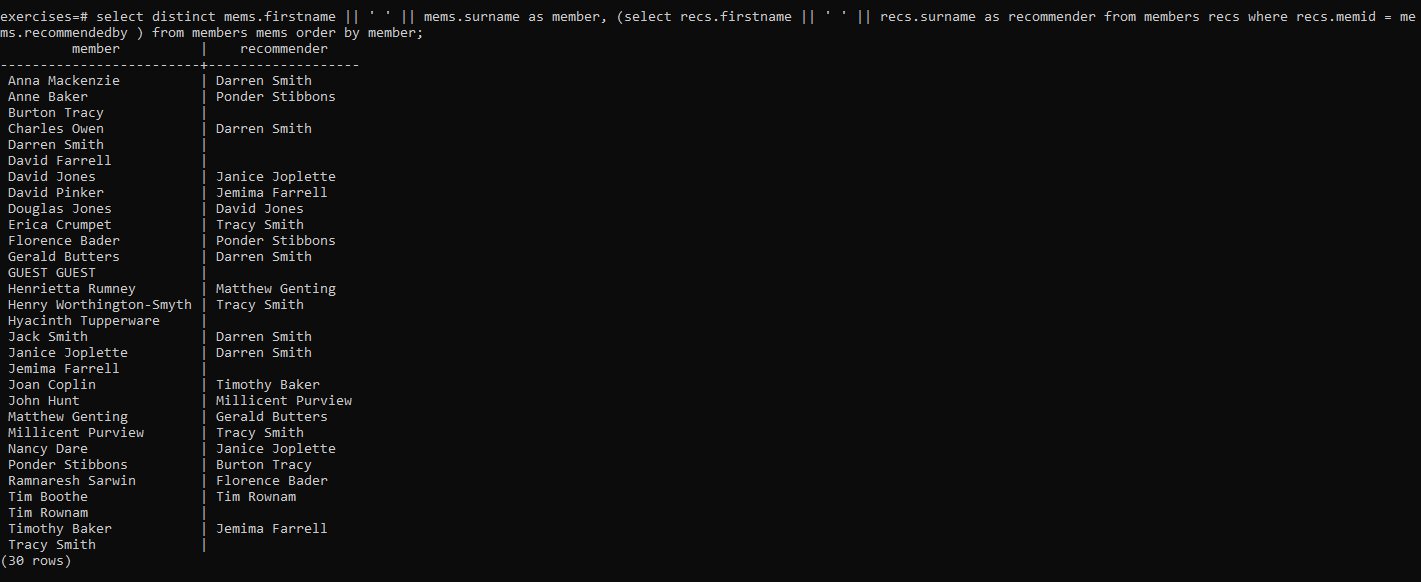 exercises=# select distinct mems.firstname || ' ' || mems.surname as member, (select recs.firstname || ' ' || recs.surname as recommender from members recs where recs.memid = me
ms.recommendedby ) from members mems order by member;
         member          |    recommender
-------------------------+-------------------
 Anna Mackenzie          | Darren Smith
 Anne Baker              | Ponder Stibbons
 Burton Tracy            |
 Charles Owen            | Darren Smith
 Darren Smith            |
 David Farrell           |
 David Jones             | Janice Joplette
 David Pinker            | Jemima Farrell
 Douglas Jones           | David Jones
 Erica Crumpet           | Tracy Smith
 Florence Bader          | Ponder Stibbons
 Gerald Butters          | Darren Smith
 GUEST GUEST             |
 Henrietta Rumney        | Matthew Genting
 Henry Worthington-Smyth | Tracy Smith
 Hyacinth Tupperware     |
 Jack Smith              | Darren Smith
 Janice Joplette         | Darren Smith
 Jemima Farrell          |
 Joan Coplin             | Timothy Baker
 John Hunt               | Millicent Purview
 Matthew Genting         | Gerald Butters
 Millicent Purview       | Tracy Smith
 Nancy Dare              | Janice Joplette
 Ponder Stibbons         | Burton Tracy
 Ramnaresh Sarwin        | Florence Bader
 Tim Boothe              | Tim Rownam
 Tim Rownam              |
 Timothy Baker           | Jemima Farrell
 Tracy Smith             |
(30 rows)